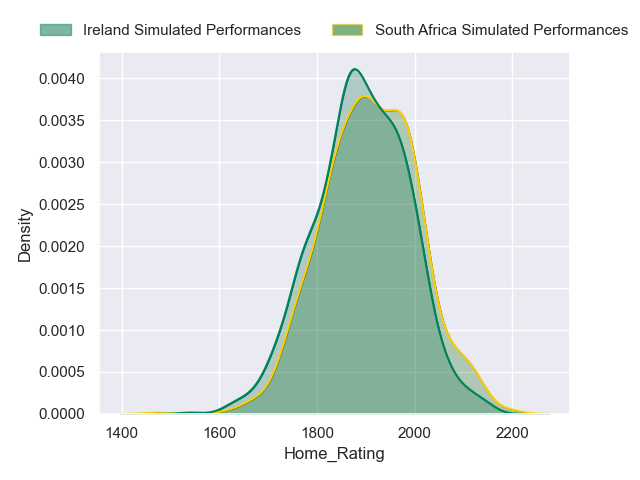 Ireland Simulated Performances
South Africa Simulated Performances
0.0040
0.0035
0.0030
0.0025
0.0020
0.0015
0.0010
0.0005
0.0000
Density
1400 1600 1800 2000 2200
Home_Rating